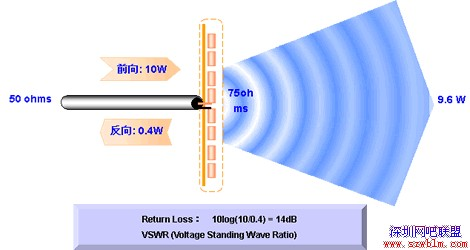 前向: 10W
50 ohms
75oh
ms
9.6 W
反向: 0.4W
Return Loss： 10log(10/0.4) = 14dB
VSWR (Voltage Standing Wave Ratio)
深圳网吧联盟
www.szwblm.com